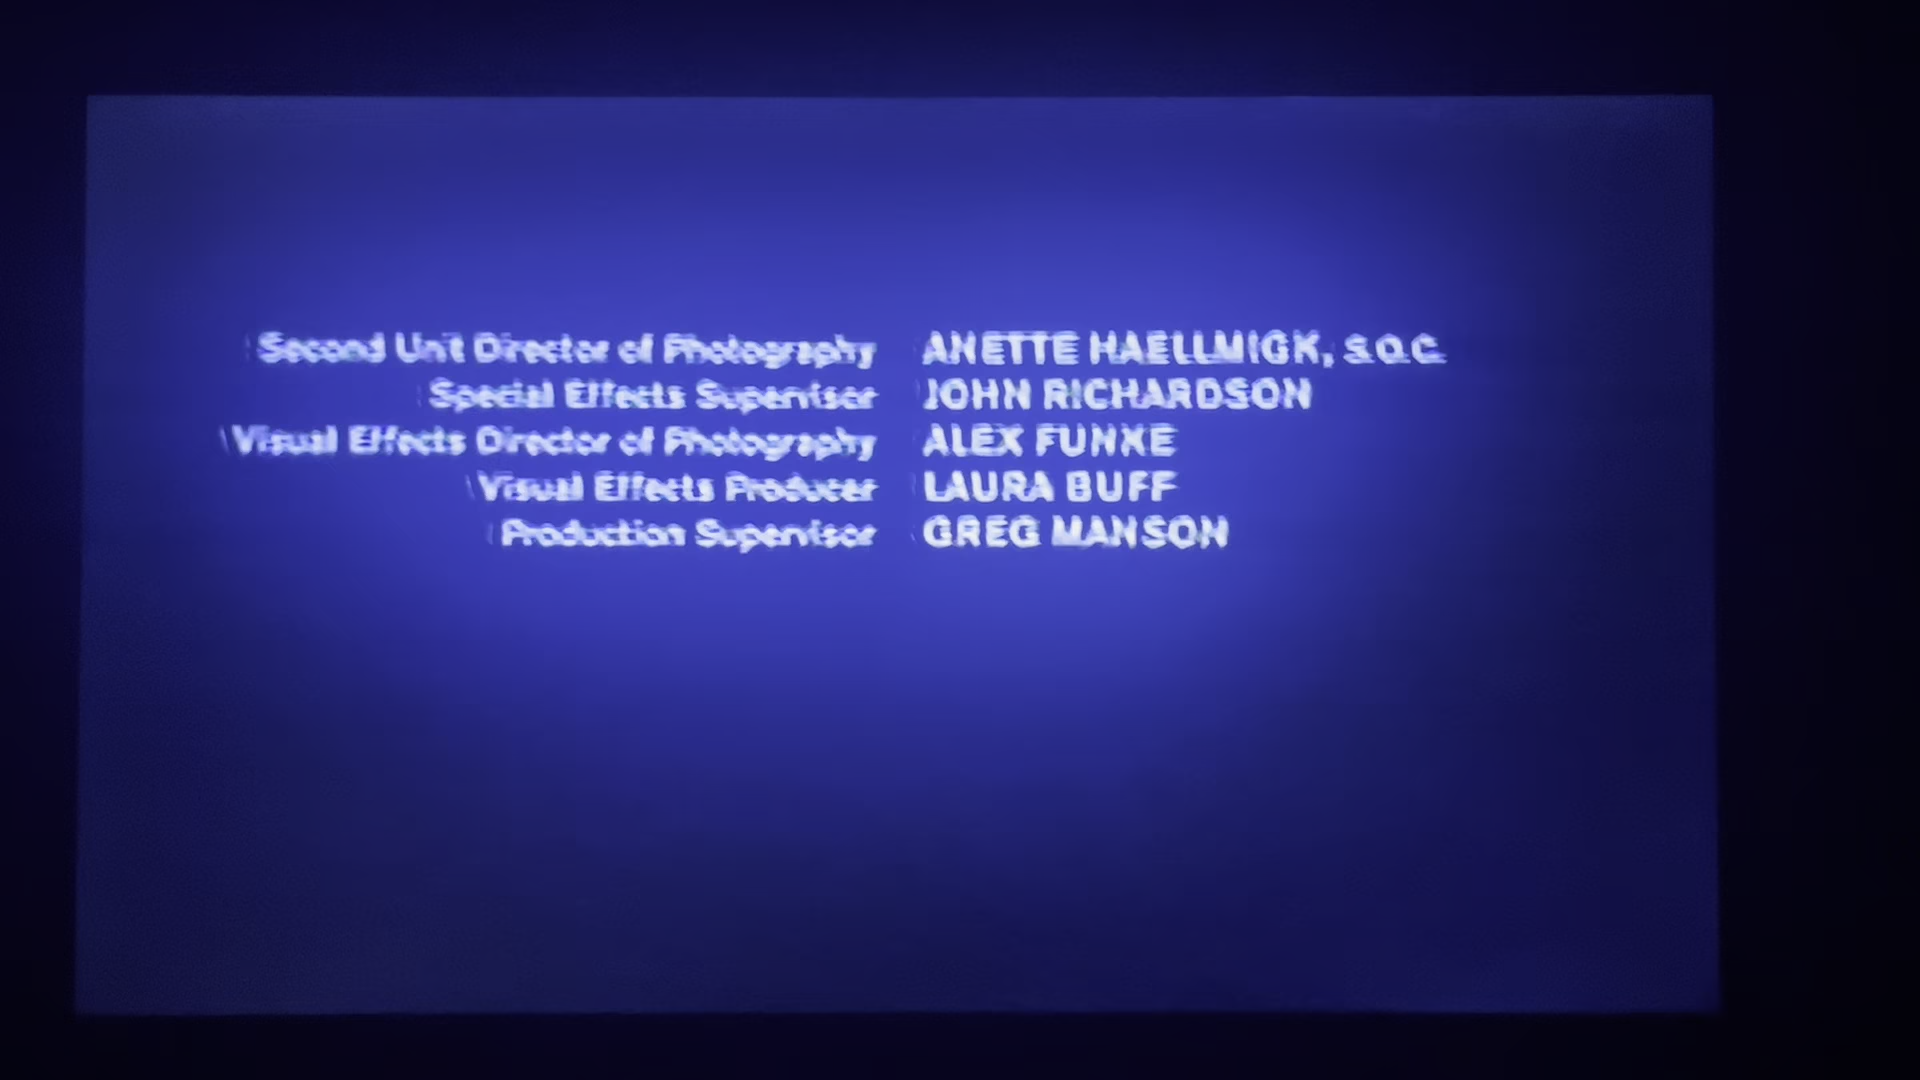 Second Unit Director of Photography ANETTE HAELLMIGK, S.O.C.
Special Effects Supervisor JOHN RICHARDSON
Visual Effects Director of Photography ALEX FUNKE
Visual Effects Producer LAURA BUFF
Production Supervisor GREG MANSON